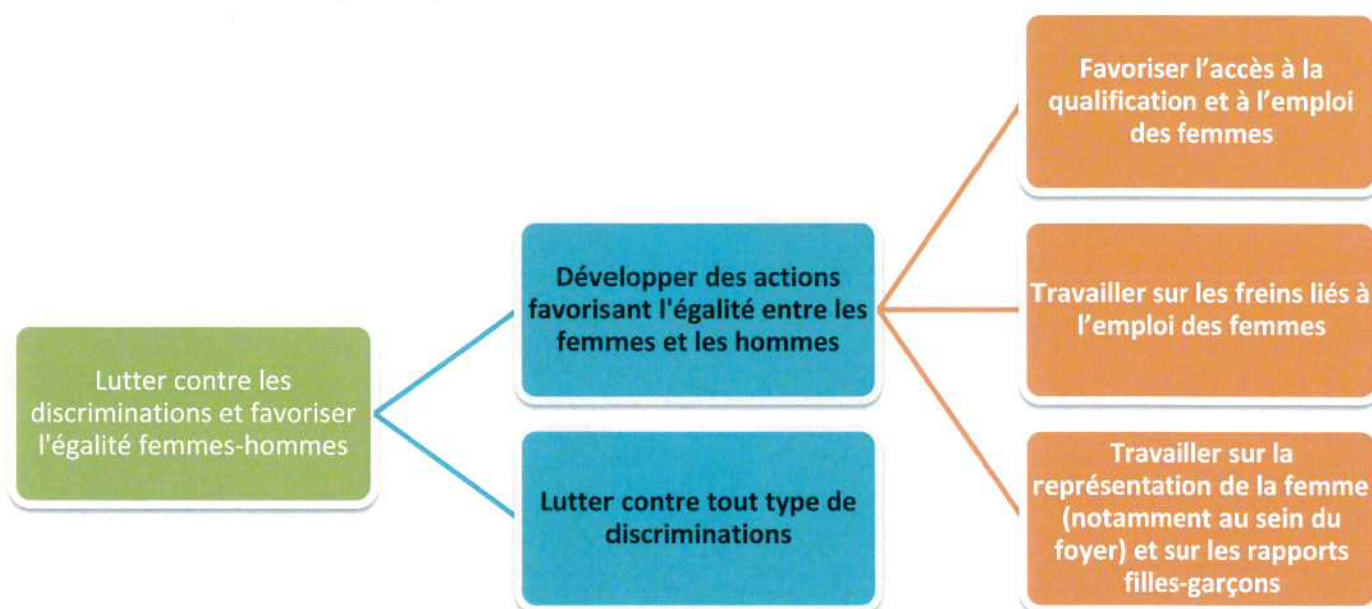 Lutter contre les
discriminations et favoriser
l'égalité femmes-hommes
Développer des actions
favorisant l'égalité entre les
femmes et les hommes
Lutter contre tout type de
discriminations
Favoriser l’accès à la
qualification et à l’emploi
des femmes
Travailler sur les freins liés à
l’emploi des femmes
Travailler sur la
représentation de la femme
(notamment au sein du
foyer) et sur les rapports
filles-garçons